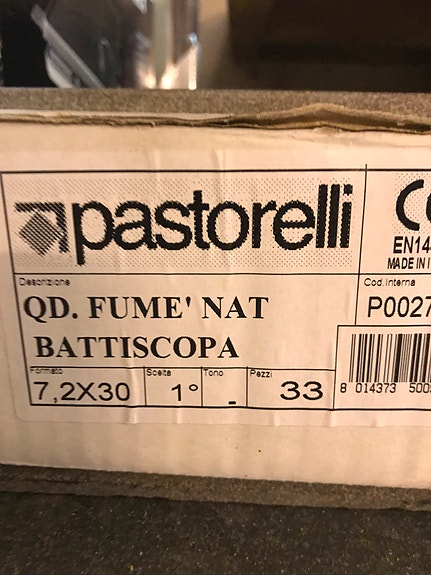 pastorelli
EN14
MADE IN I
Descrizione
QD. FUME' NAT
BATTISCOPA
Cod.Interna
P0027
Formato
7,2X30
Scelta
1°
Tono
-
Pezzi
33
8 014373 500